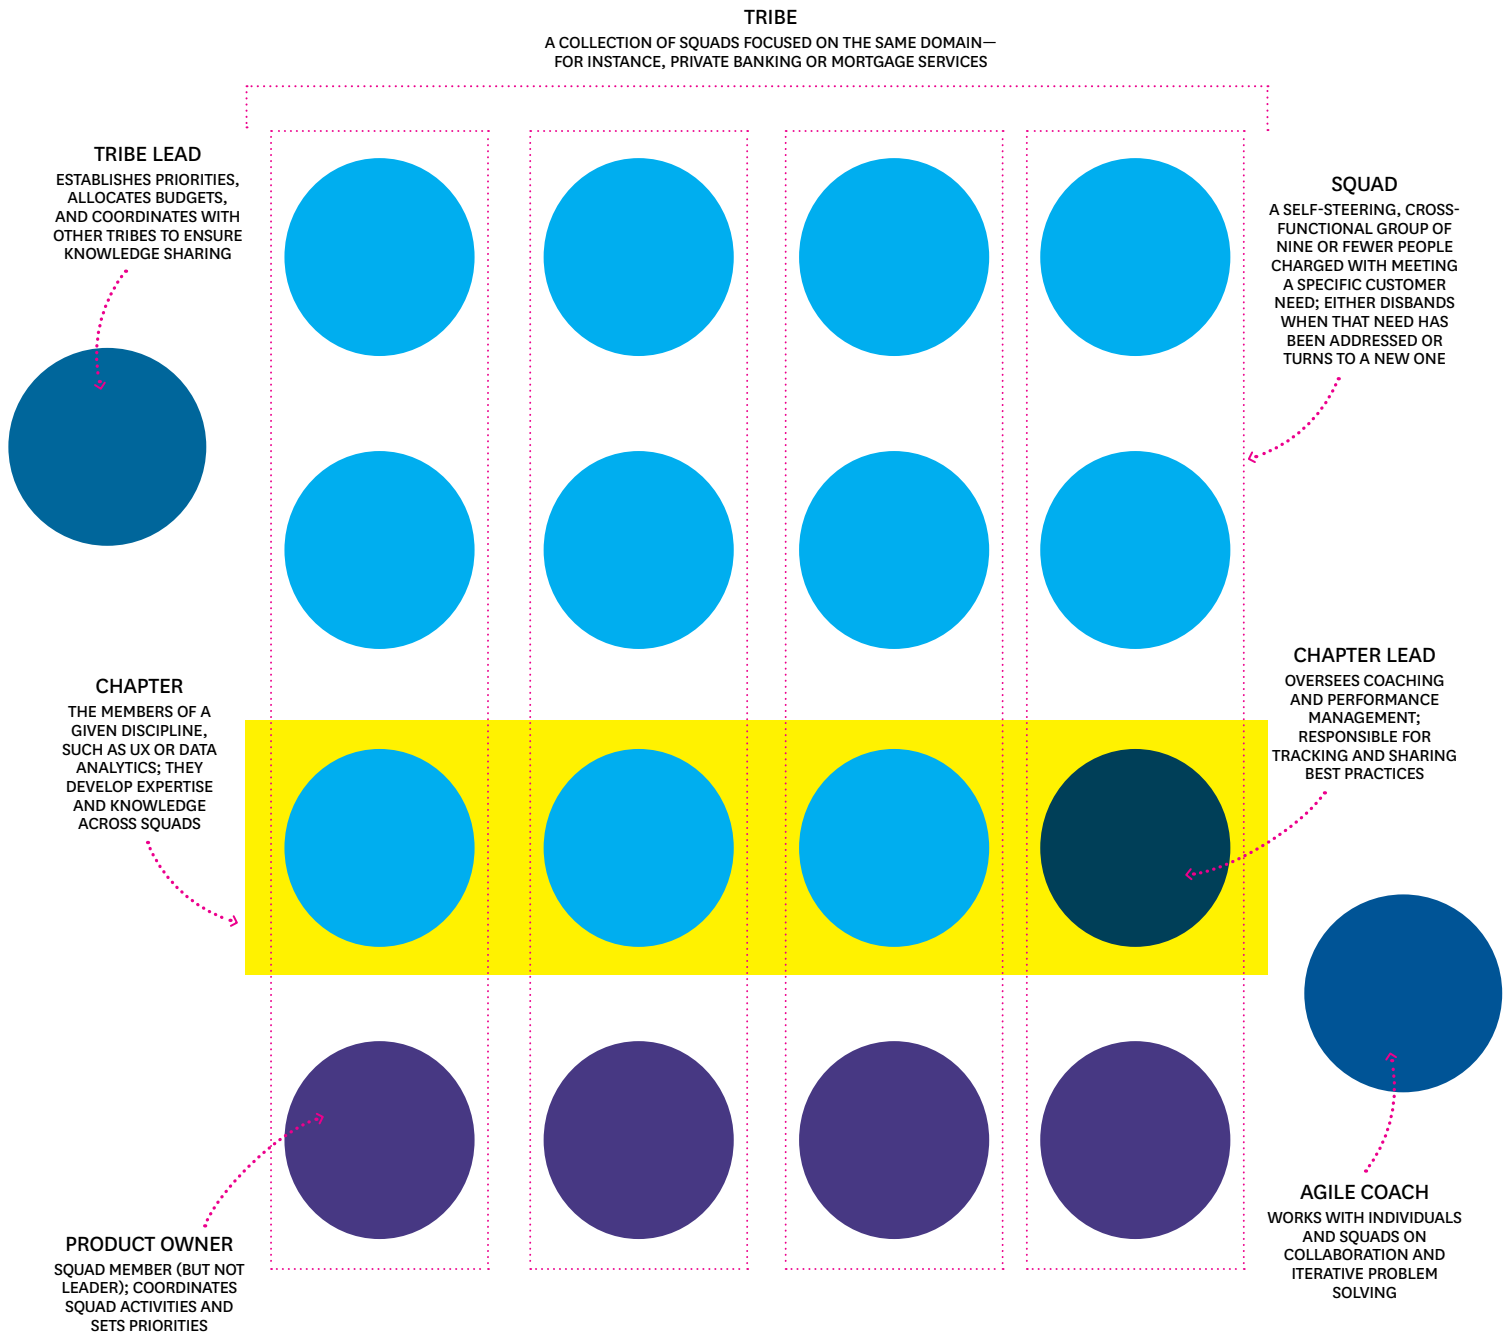 TRIBE
A COLLECTION OF SQUADS FOCUSED ON THE SAME DOMAIN—
FOR INSTANCE, PRIVATE BANKING OR MORTGAGE SERVICES
TRIBE LEAD
ESTABLISHES PRIORITIES,
ALLOCATES BUDGETS,
AND COORDINATES WITH
OTHER TRIBES TO ENSURE
KNOWLEDGE SHARING
SQUAD
A SELF-STEERING, CROSS-
FUNCTIONAL GROUP OF
NINE OR FEWER PEOPLE
CHARGED WITH MEETING
A SPECIFIC CUSTOMER
NEED; EITHER DISBANDS
WHEN THAT NEED HAS
BEEN ADDRESSED OR
TURNS TO A NEW ONE
CHAPTER
THE MEMBERS OF A
GIVEN DISCIPLINE,
SUCH AS UX OR DATA
ANALYTICS; THEY
DEVELOP EXPERTISE
AND KNOWLEDGE
ACROSS SQUADS
CHAPTER LEAD
OVERSEES COACHING
AND PERFORMANCE
MANAGEMENT;
RESPONSIBLE FOR
TRACKING AND SHARING
BEST PRACTICES
PRODUCT OWNER
SQUAD MEMBER (BUT NOT
LEADER); COORDINATES
SQUAD ACTIVITIES AND
SETS PRIORITIES
AGILE COACH
WORKS WITH INDIVIDUALS
AND SQUADS ON
COLLABORATION AND
ITERATIVE PROBLEM
SOLVING